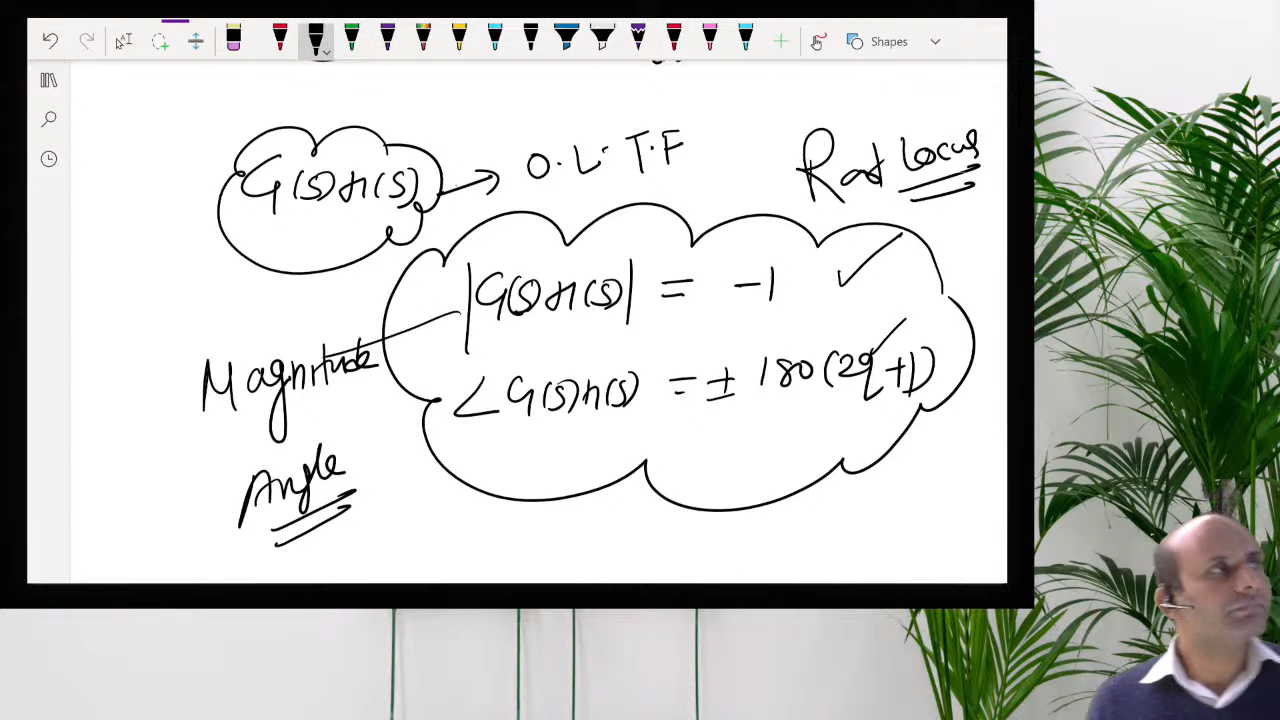 Shapes
G(s)H(s) → O.L.T.F
Root Locus
|G(s)H(s)| = -1 ✓
Magnitude
∠G(s)H(s) = ± 180(2q+1)
Angle